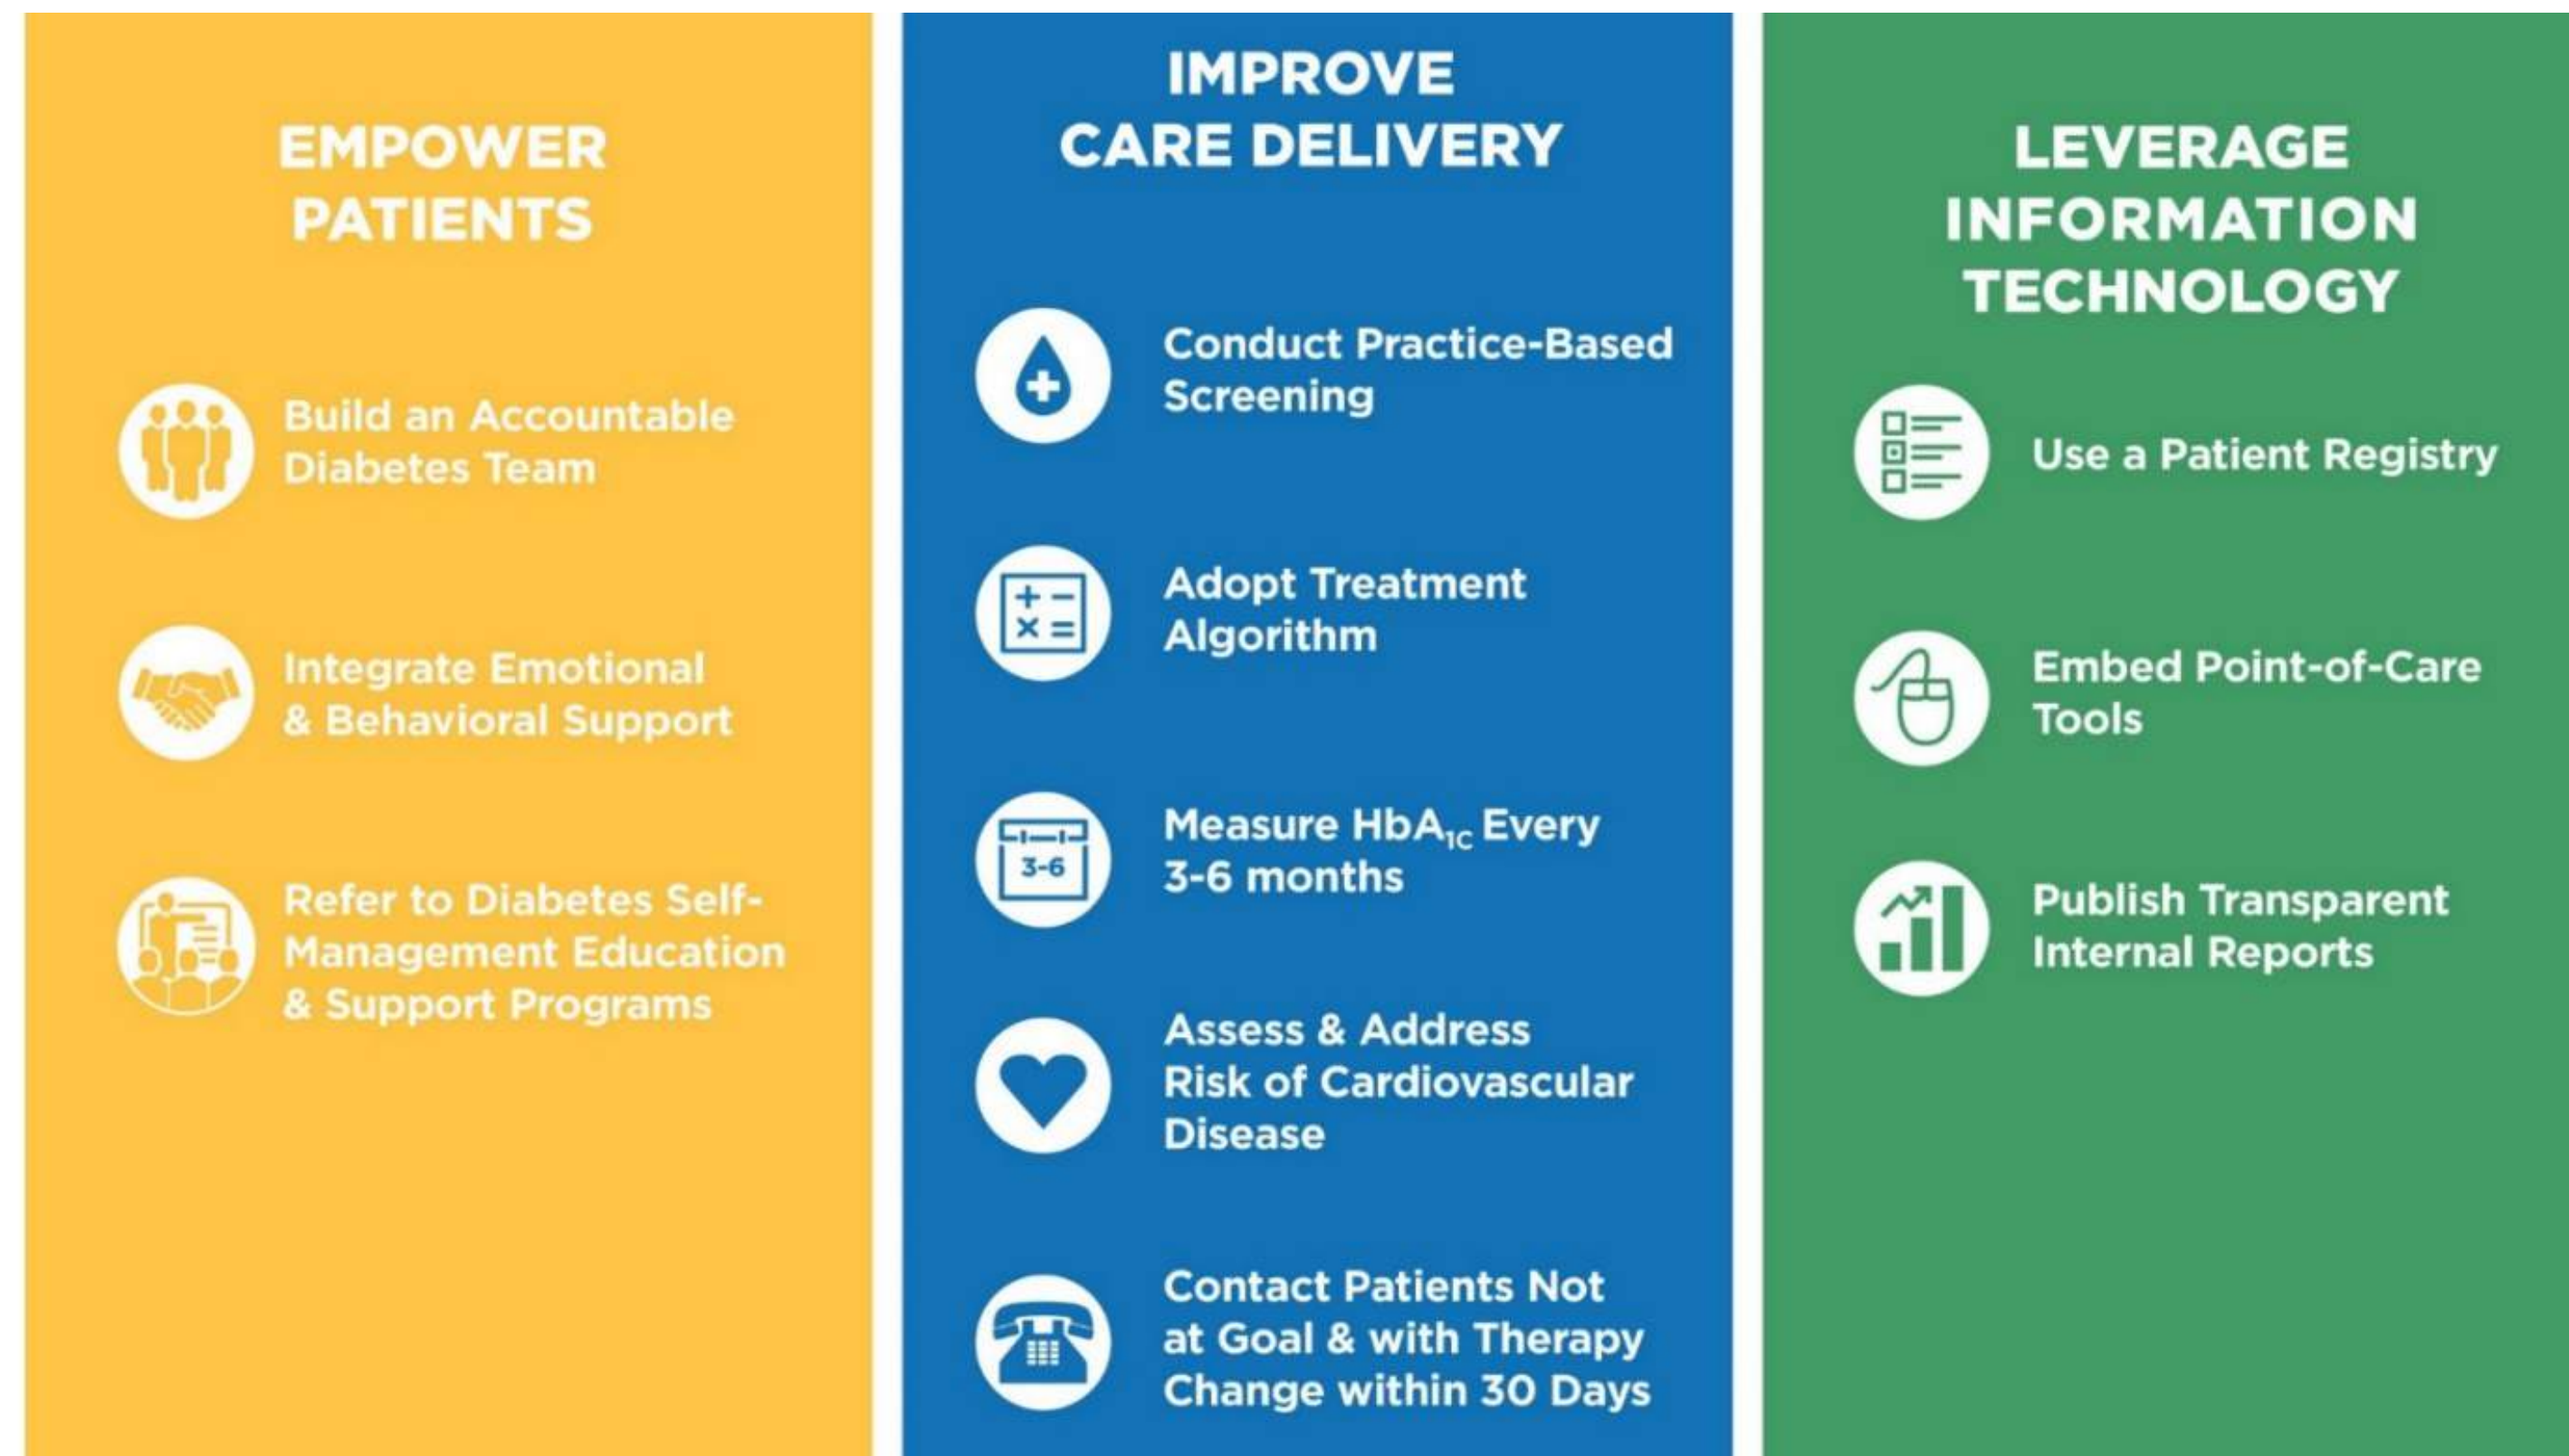 EMPOWER
PATIENTS
Build an Accountable
Diabetes Team
Integrate Emotional
& Behavioral Support
Refer to Diabetes Self-
Management Education
& Support Programs
IMPROVE
CARE DELIVERY
Conduct Practice-Based
Screening
+ -
× =
Adopt Treatment
Algorithm
3-6
Measure HbA₁C Every
3-6 months
Assess & Address
Risk of Cardiovascular
Disease
Contact Patients Not
at Goal & with Therapy
Change within 30 Days
LEVERAGE
INFORMATION
TECHNOLOGY
Use a Patient Registry
Embed Point-of-Care
Tools
Publish Transparent
Internal Reports